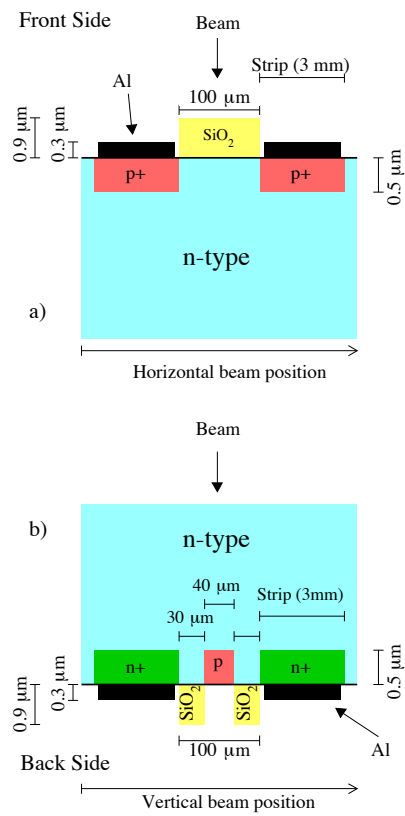 Front Side
Beam
Strip (3 mm)
Al
100 μm
0.9 μm
0.3 μm
SiO2
p+
p+
0.5 μm
n-type
a)
Horizontal beam position
Beam
b)
n-type
40 μm
Strip (3mm)
30 μm
n+
p
n+
0.5 μm
0.3 μm
0.9 μm
SiO2
SiO2
100 μm
Al
Back Side
Vertical beam position